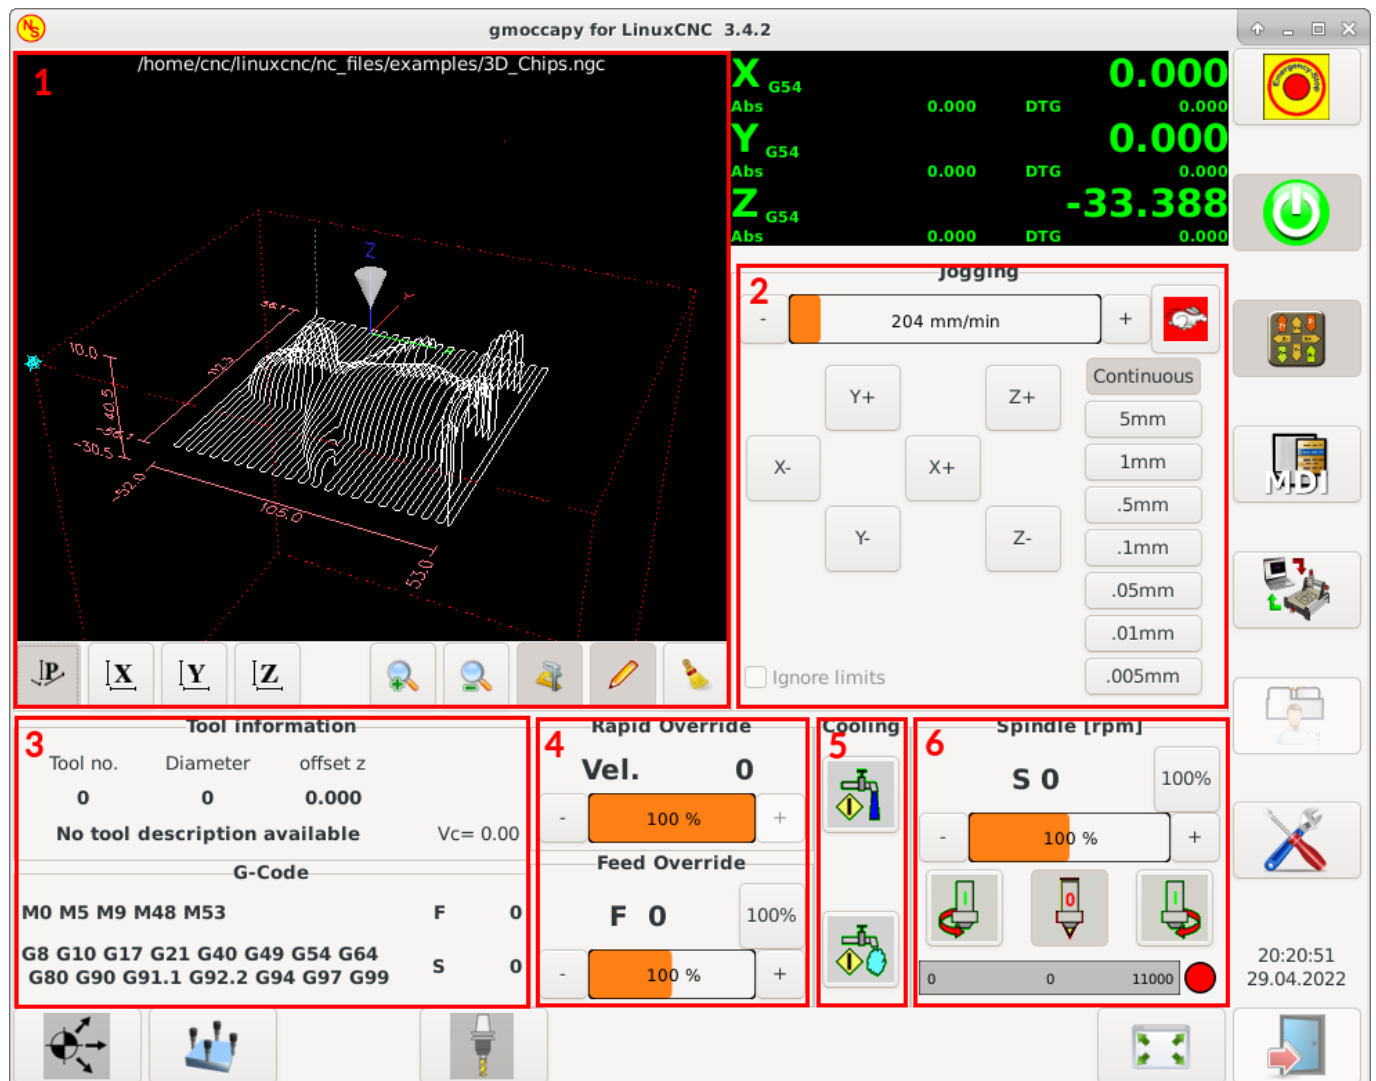 gmoccapy for LinuxCNC 3.4.2
1
/home/cnc/linuxcnc/nc_files/examples/3D_Chips.ngc
Z
10.0
40.5
-30.5
-52.0
105.0
53.0
P X Y Z
X G54 0.000
Abs 0.000 DTG 0.000
Y G54 0.000
Abs 0.000 DTG 0.000
Z G54 -33.388
Abs 0.000 DTG 0.000
Emergency-Stop
2
Jogging
- 204 mm/min +
Y+ Z+
X- X+
Y- Z-
Continuous
5mm
1mm
.5mm
.1mm
.05mm
.01mm
.005mm
Ignore limits
MDI
3
Tool information
Tool no. Diameter offset z
0 0 0.000
No tool description available Vc= 0.00
G-Code
M0 M5 M9 M48 M53 F 0
G8 G10 G17 G21 G40 G49 G54 G64
G80 G90 G91.1 G92.2 G94 G97 G99
S 0
4
Rapid Override
Vel. 0
- 100 % +
Feed Override
F 0 100%
- 100 % +
5
Cooling
6
Spindle [rpm]
S 0 100%
- 100 % +
I 0 I
0 0 11000
20:20:51
29.04.2022